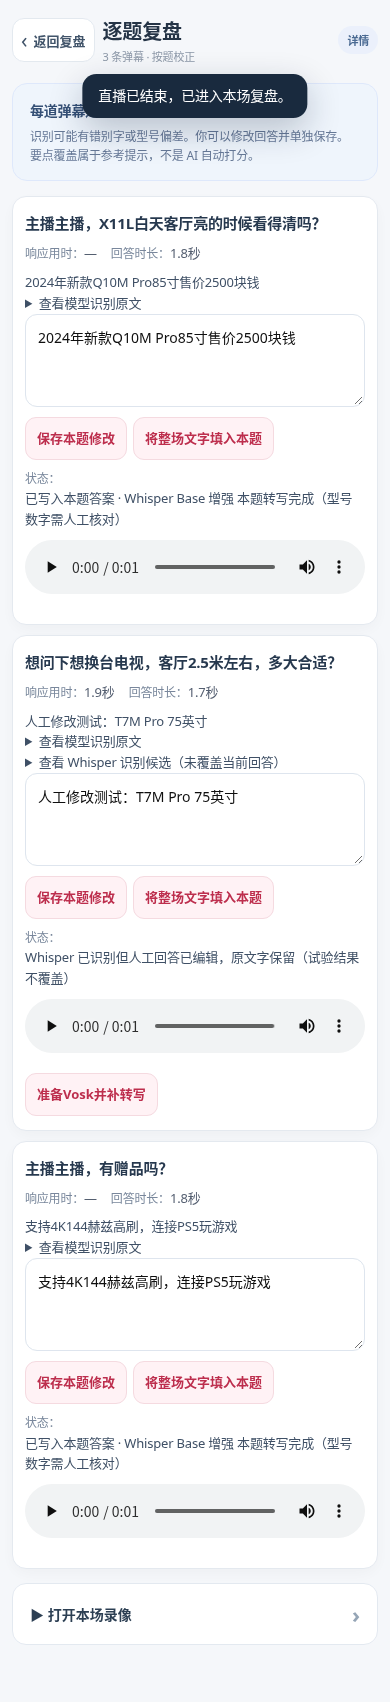 ‹ 返回复盘
逐题复盘
3 条弹幕 · 按题校正
详情
直播已结束，已进入本场复盘。
每道弹幕
识别可能有错别字或型号偏差。你可以修改回答并单独保存。
要点覆盖属于参考提示，不是 AI 自动打分。
主播主播，X11L白天客厅亮的时候看得清吗？
响应用时：— 回答时长：1.8秒
2024年新款Q10M Pro85寸售价2500块钱
▶ 查看模型识别原文
2024年新款Q10M Pro85寸售价2500块钱
保存本题修改 将整场文字填入本题
状态：
已写入本题答案 · Whisper Base 增强 本题转写完成（型号
数字需人工核对）
0:00 / 0:01
想问下想换台电视，客厅2.5米左右，多大合适？
响应用时：1.9秒 回答时长：1.7秒
人工修改测试：T7M Pro 75英寸
▶ 查看模型识别原文
▶ 查看 Whisper 识别候选（未覆盖当前回答）
人工修改测试：T7M Pro 75英寸
保存本题修改 将整场文字填入本题
状态：
Whisper 已识别但人工回答已编辑，原文字保留（试验结果
不覆盖）
0:00 / 0:01
准备Vosk并补转写
主播主播，有赠品吗？
响应用时：— 回答时长：1.8秒
支持4K144赫兹高刷，连接PS5玩游戏
▶ 查看模型识别原文
支持4K144赫兹高刷，连接PS5玩游戏
保存本题修改 将整场文字填入本题
状态：
已写入本题答案 · Whisper Base 增强 本题转写完成（型号
数字需人工核对）
0:00 / 0:01
▶ 打开本场录像 ›